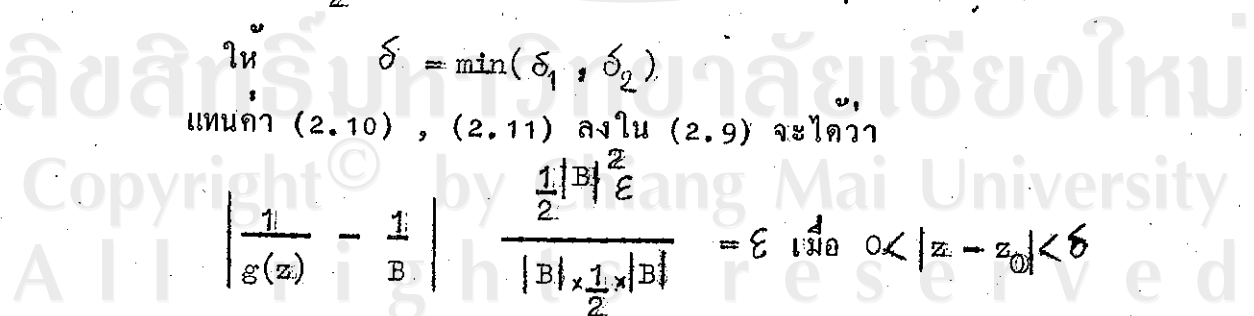 ให้ δ = min( δ₁ , δ₂ )
แทนค่า (2.10) , (2.11) ลงใน (2.9) จะได้ว่า
| 1/g(z) − 1/B | (1/2 |B|² ε) / (|B| × 1/2 × |B|) = ε เมื่อ 0 < |z − z₀| < δ
ลิขสิทธิ์มหาวิทยาลัยเชียงใหม่
Copyright© by Chiang Mai University
All rights reserved